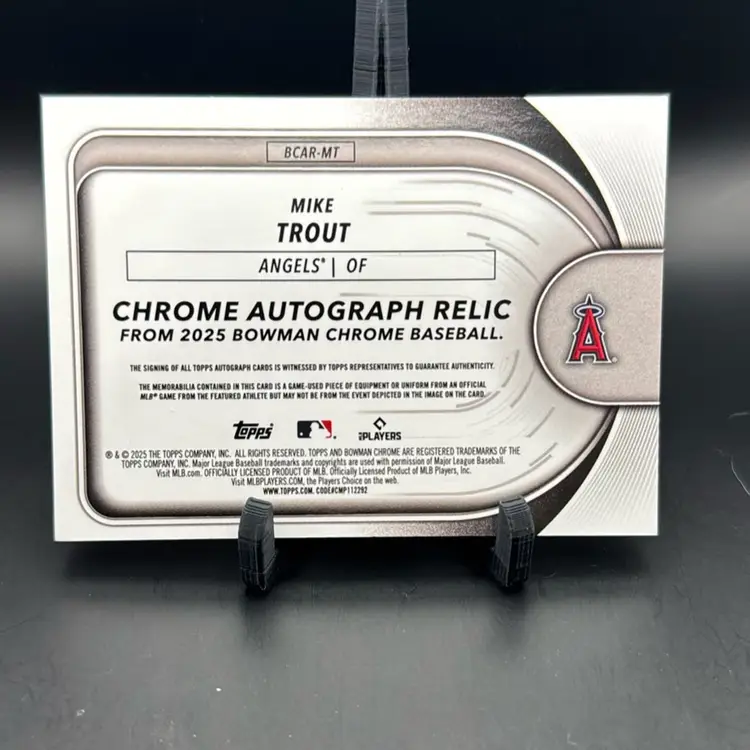 BCAR-MT
MIKE
TROUT
ANGELS® | OF
CHROME AUTOGRAPH RELIC
FROM 2025 BOWMAN CHROME BASEBALL.
THE SIGNING OF ALL TOPPS AUTOGRAPH CARDS IS WITNESSED BY TOPPS REPRESENTATIVES TO GUARANTEE AUTHENTICITY.
THE MEMORABILIA CONTAINED IN THIS CARD IS A GAME-USED PIECE OF EQUIPMENT OR UNIFORM FROM AN OFFICIAL
MLB® GAME FROM THE FEATURED ATHLETE BUT MAY NOT BE FROM THE EVENT DEPICTED IN THE IMAGE ON THE CARD.
A
topps PLAYERS
® & © 2025 THE TOPPS COMPANY, INC. ALL RIGHTS RESERVED. TOPPS AND BOWMAN CHROME ARE REGISTERED TRADEMARKS OF THE
TOPPS COMPANY, INC. Major League Baseball trademarks and copyrights are used with permission of Major League Baseball.
Visit MLB.com. OFFICIALLY LICENSED PRODUCT OF MLB. Officially Licensed Product of MLB Players, Inc.
Visit MLBPLAYERS.COM, the Players Choice on the web.
WWW.TOPPS.COM. CODE#CMP112292